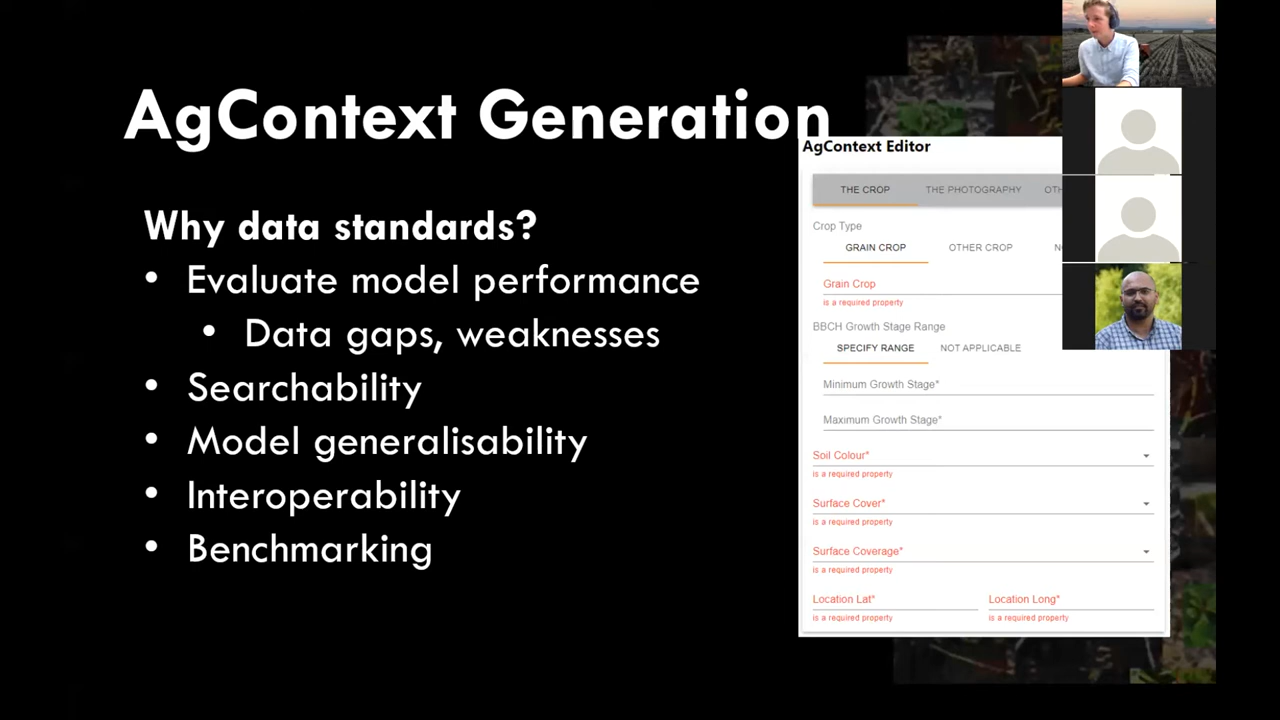 AgContext Generation
Why data standards?
• Evaluate model performance
• Data gaps, weaknesses
• Searchability
• Model generalisability
• Interoperability
• Benchmarking
AgContext Editor
THE CROP THE PHOTOGRAPHY
Crop Type
GRAIN CROP OTHER CROP
Grain Crop
is a required property
BBCH Growth Stage Range
SPECIFY RANGE NOT APPLICABLE
Minimum Growth Stage*
Maximum Growth Stage*
Soil Colour*
is a required property
Surface Cover*
is a required property
Surface Coverage*
is a required property
Location Lat* Location Long*
is a required property is a required property